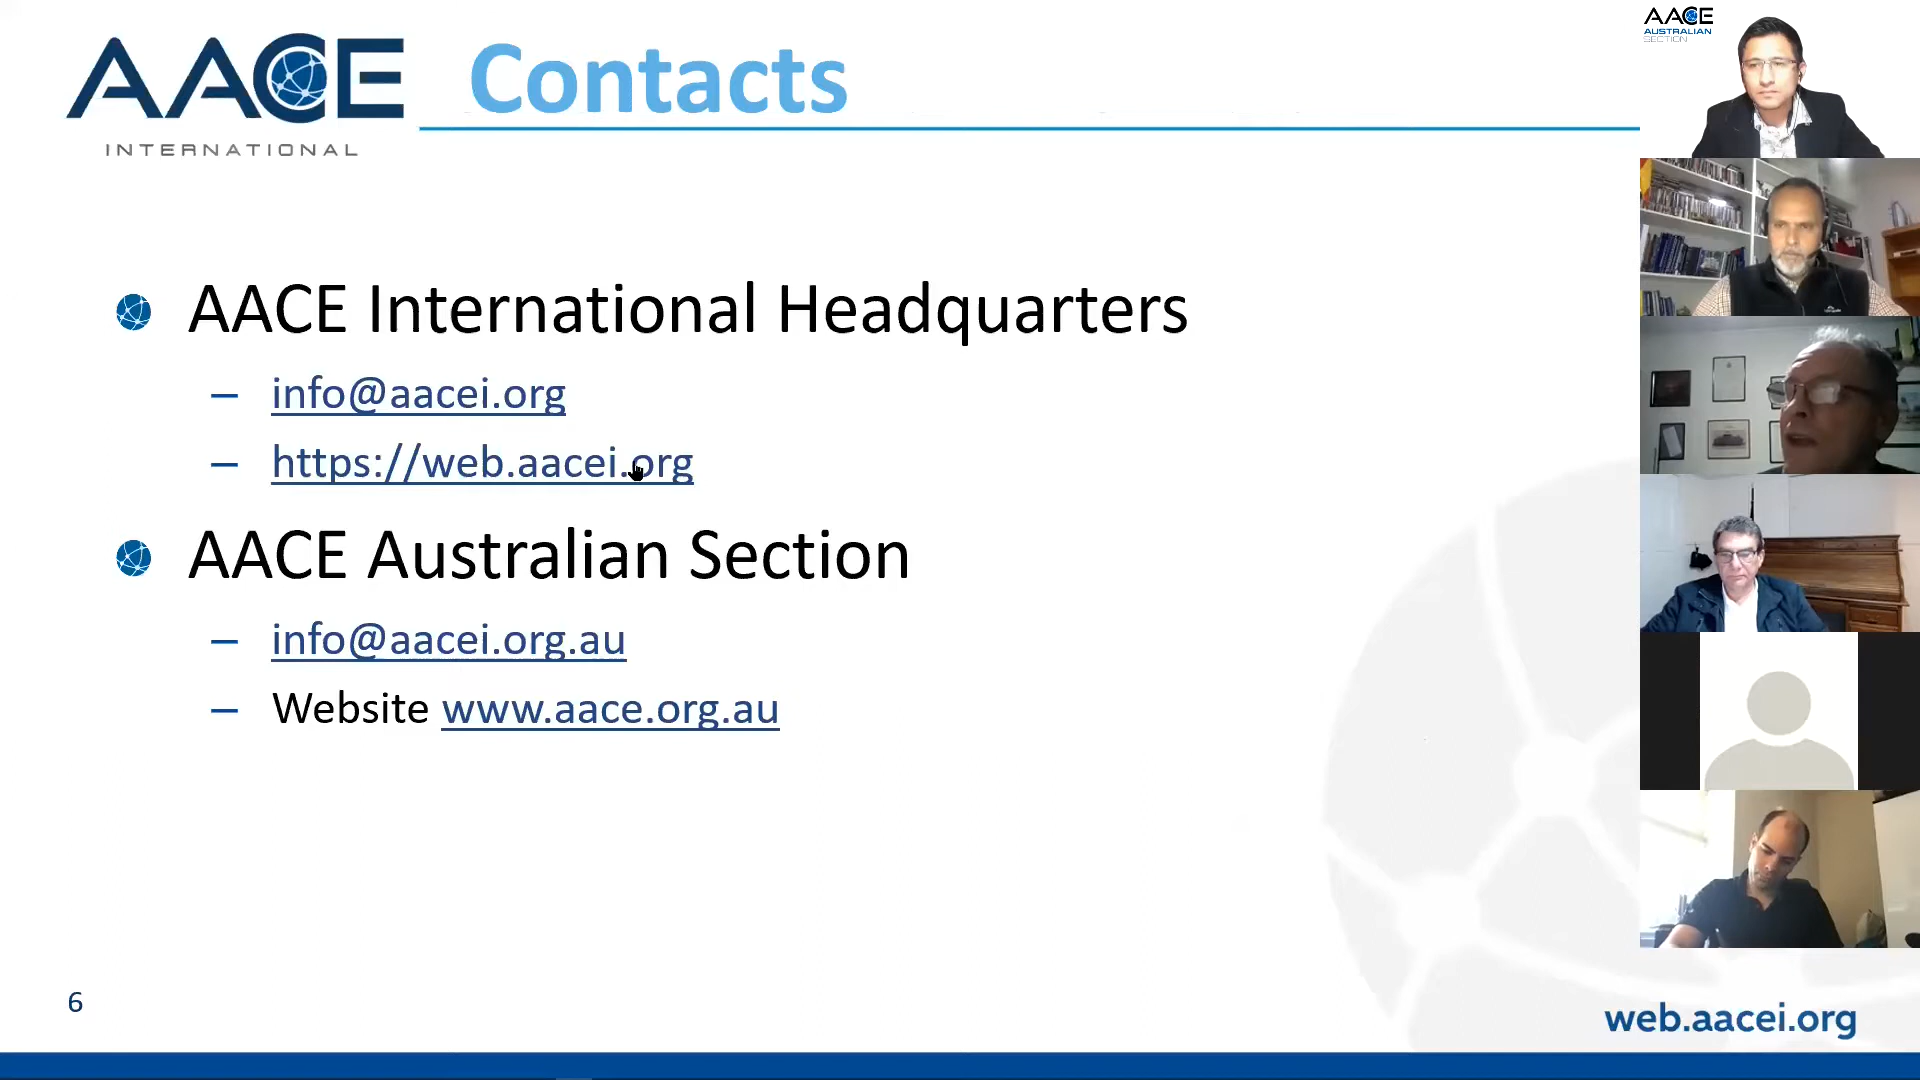 AACE
INTERNATIONAL
Contacts
AACE
AUSTRALIAN
SECTION
AACE International Headquarters
– info@aacei.org
– https://web.aacei.org
AACE Australian Section
– info@aacei.org.au
– Website www.aace.org.au
6
web.aacei.org